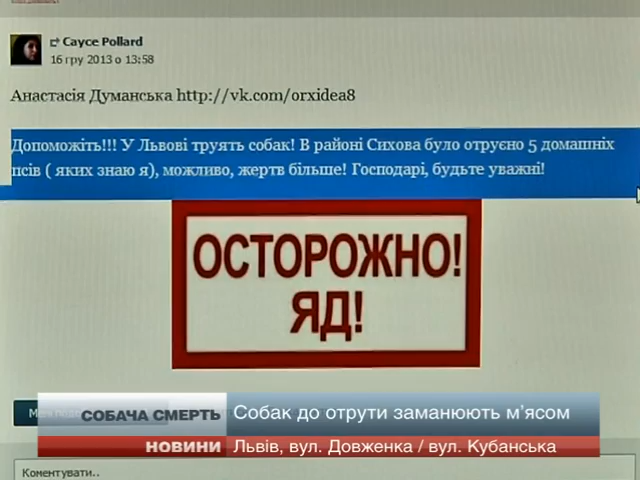 Cayce Pollard
16 гру 2013 о 13:58
Анастасія Думанська http://vk.com/orxidea8
Допоможіть!!! У Львові труять собак! В районі Сихова було отруєно 5 домашніх
псів ( яких знаю я), можливо, жертв більше! Господарі, будьте уважні!
ОСТОРОЖНО!
ЯД!
СОБАЧА СМЕРТЬ
Собак до отрути заманюють м'ясом
НОВИНИ
Львів, вул. Довженка / вул. Кубанська
Коментувати..